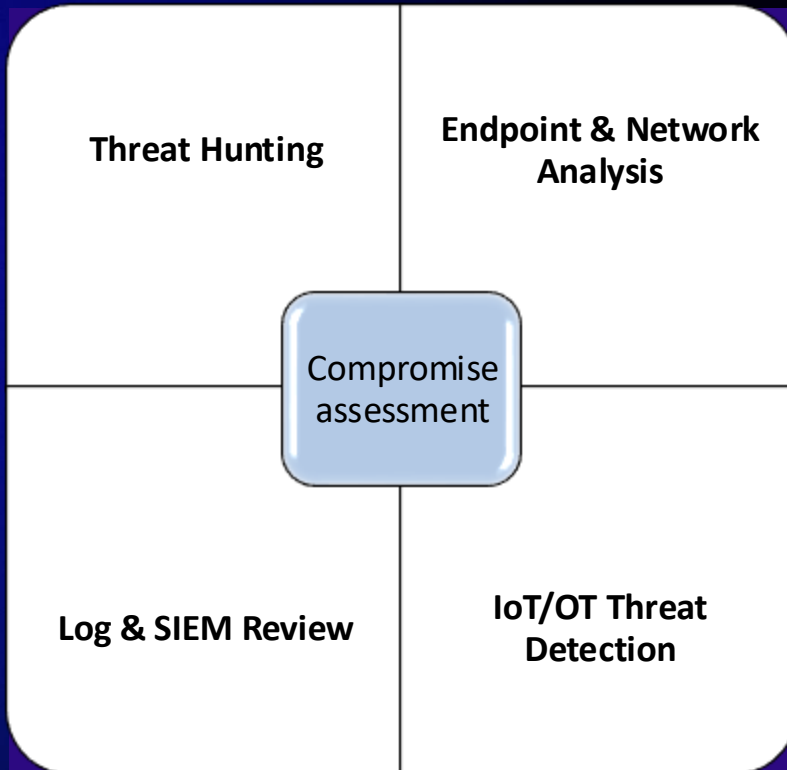 Threat Hunting
Endpoint & Network
Analysis
Compromise
assessment
Log & SIEM Review
IoT/OT Threat
Detection